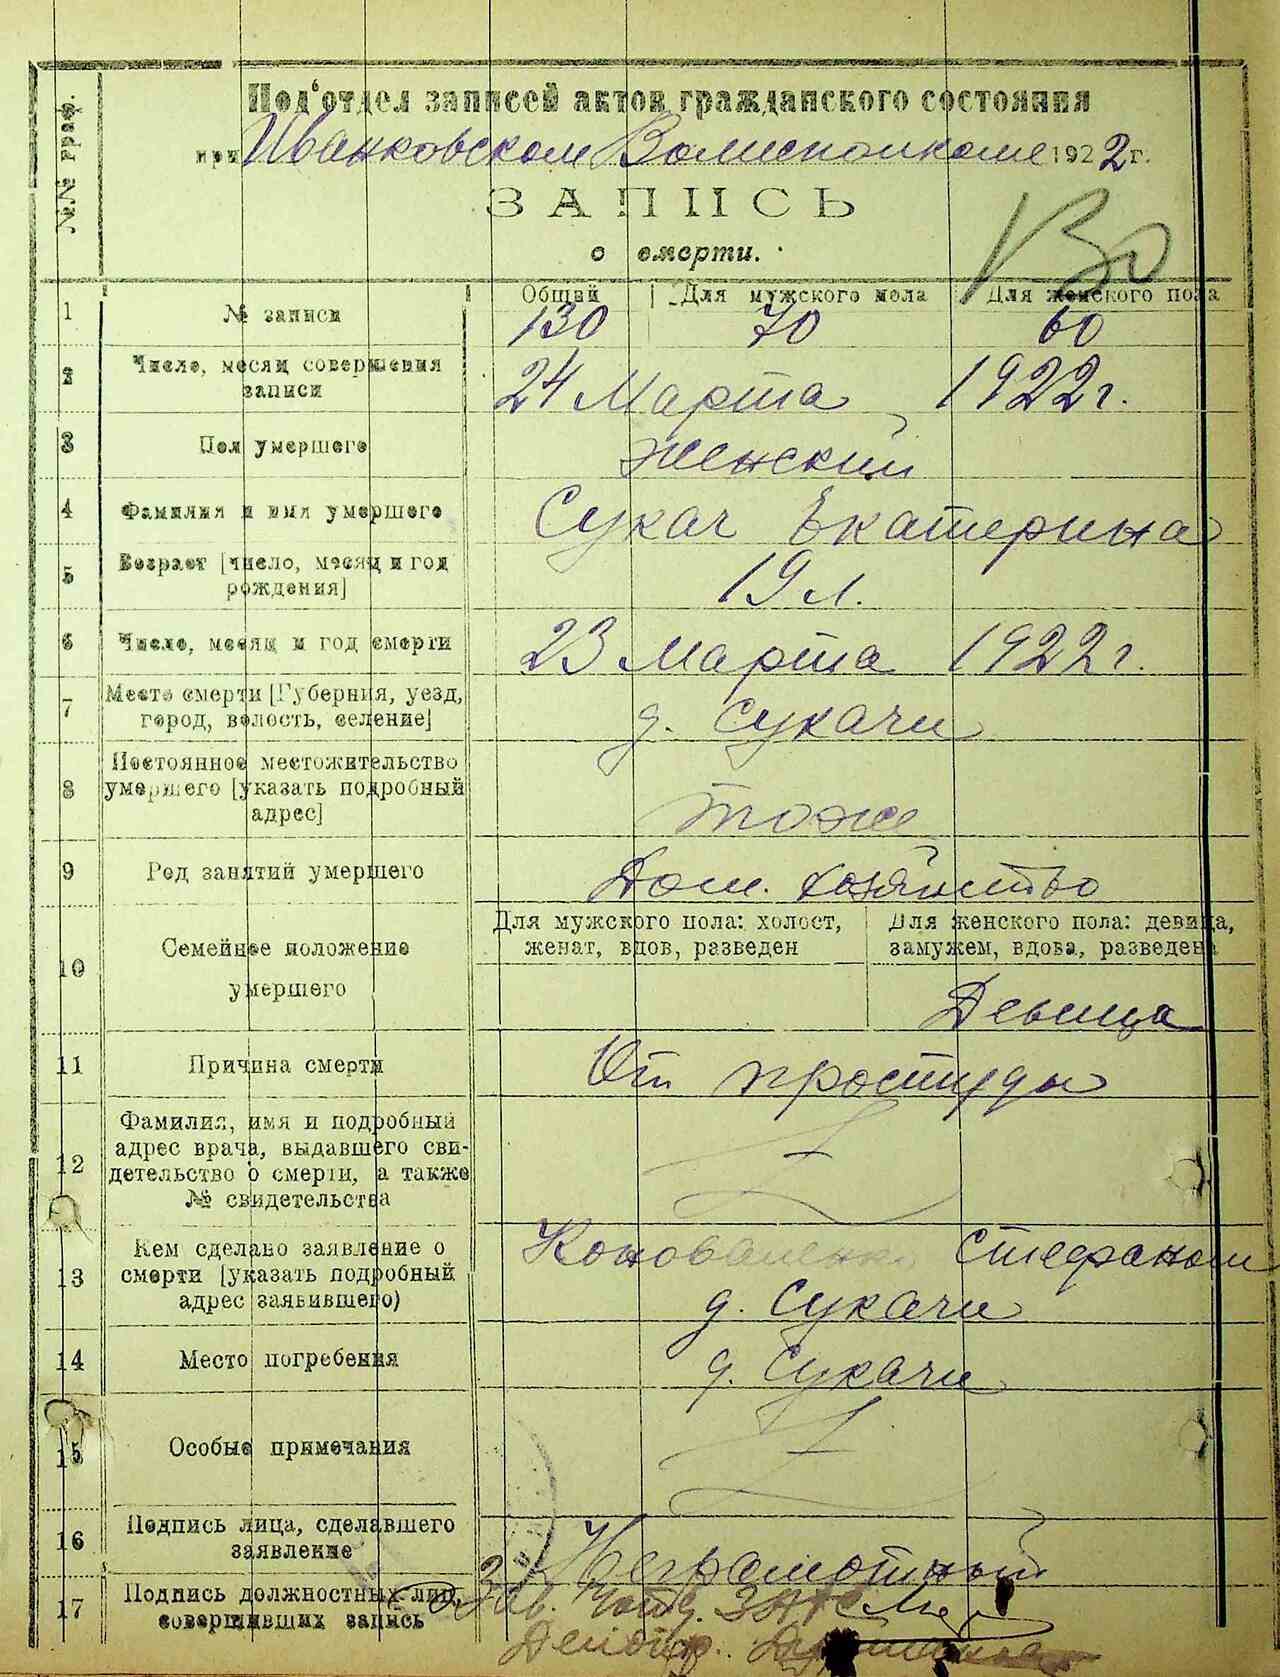 Под'отдел записей актов гражданского состояния
при Иванковском Волисполкоме 1922 г.
№№ граф.
ЗАПИСЬ
о смерти.
130
Общий Для мужского пола Для женского пола
1 № записи 130 70 60
2 Число, месяц совершения
записи 24 Марта 1922 г.
3 Пол умершего Женский
4 Фамилия и имя умершего Сукач Екатерина
5 Возраст [число, месяц и год
рождения] 19 л.
6 Число, месяц и год смерти 23 Марта 1922 г.
7 Место смерти [Губерния, уезд,
город, волость, селение] д. Сукачи
8 Постоянное местожительство
умершего [указать подробный
адрес] тоже
9 Род занятий умершего Дом. хозяйство
10 Семейное положение
умершего
Для мужского пола: холост,
женат, вдов, разведен
Для женского пола: девица,
замужем, вдова, разведена
Девица
11 Причина смерти От простуды
12 Фамилия, имя и подробный
адрес врача, выдавшего сви-
детельство о смерти, а также
№ свидетельства
13 Кем сделано заявление о
смерти [указать подробный
адрес заявившего)
Коноваленко Стефаном
д. Сукачи
14 Место погребения д. Сукачи
15 Особые примечания
16 Подпись лица, сделавшего
заявление Неграмотный
17 Подпись должностных лиц,
совершивших запись
Зав. ЗАГС
Делопр.